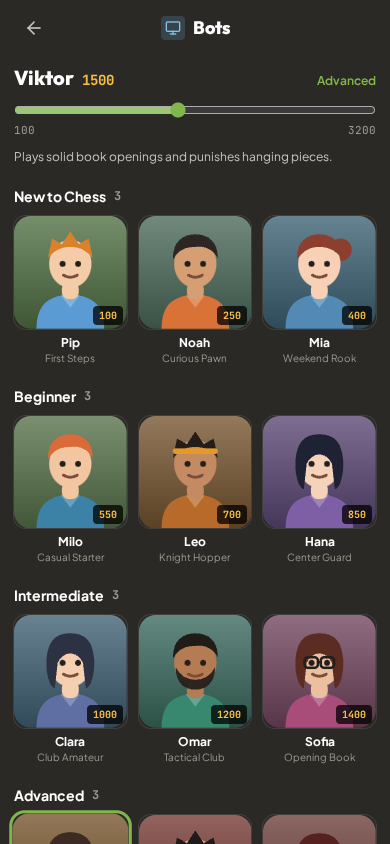 Bots
Viktor 1500 Advanced
100 3200
Plays solid book openings and punishes hanging pieces.
New to Chess 3
100 250 400
Pip Noah Mia
First Steps Curious Pawn Weekend Rook
Beginner 3
550 700 850
Milo Leo Hana
Casual Starter Knight Hopper Center Guard
Intermediate 3
1000 1200 1400
Clara Omar Sofia
Club Amateur Tactical Club Opening Book
Advanced 3